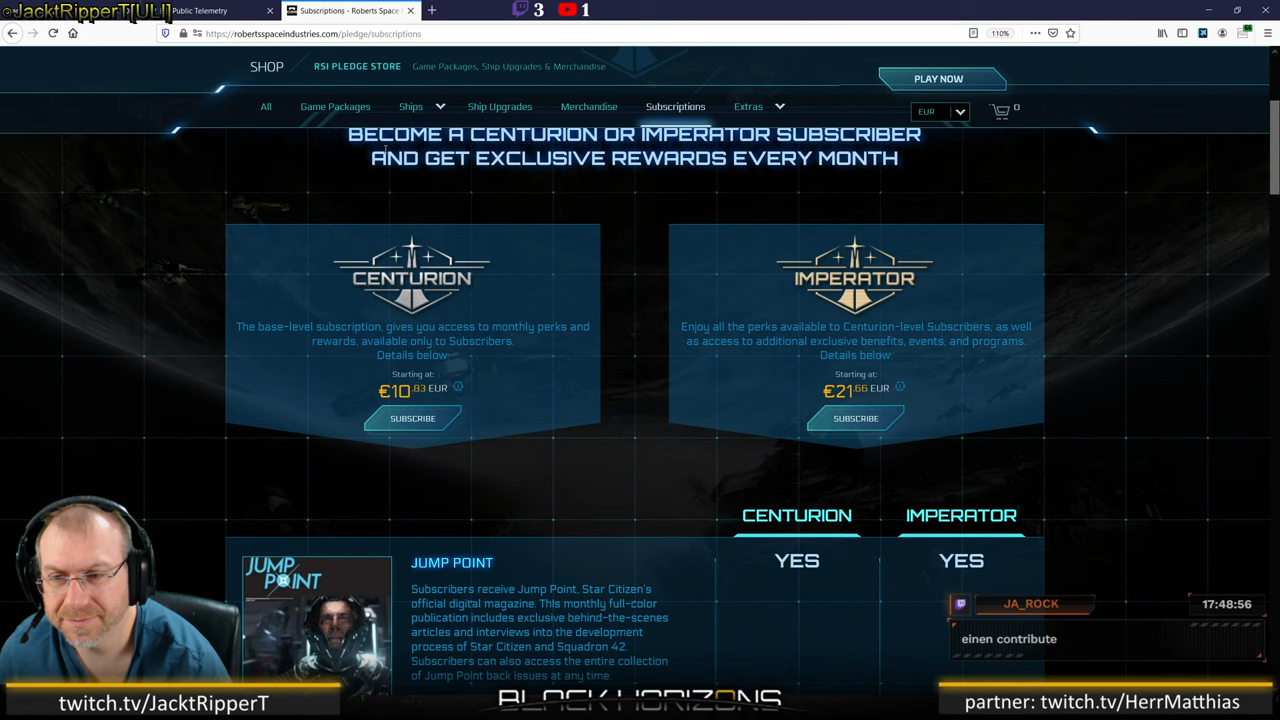 @JacktRipperT[ULI]
Public Telemetry
Subscriptions - Roberts Space
3
1
https://robertsspaceindustries.com/pledge/subscriptions
110%
SHOP
RSI PLEDGE STORE
Game Packages, Ship Upgrades & Merchandise
PLAY NOW
All
Game Packages
Ships
Ship Upgrades
Merchandise
Subscriptions
Extras
EUR
0
BECOME A CENTURION OR IMPERATOR SUBSCRIBER
AND GET EXCLUSIVE REWARDS EVERY MONTH
CENTURION
The base-level subscription, gives you access to monthly perks and
rewards, available only to Subscribers.
Details below.
Starting at:
€10.83 EUR
SUBSCRIBE
IMPERATOR
Enjoy all the perks available to Centurion-level Subscribers, as well
as access to additional exclusive benefits, events, and programs.
Details below.
Starting at:
€21.66 EUR
SUBSCRIBE
CENTURION
IMPERATOR
JUMP POINT
JUMP POINT
YES
YES
Subscribers receive Jump Point, Star Citizen's
official digital magazine. This monthly full-color
publication includes exclusive behind-the-scenes
articles and interviews into the development
process of Star Citizen and Squadron 42.
Subscribers can also access the entire collection
of Jump Point back issues at any time.
JA_ROCK
17:48:56
einen contribute
BLACK HORIZONS
twitch.tv/JacktRipperT
partner: twitch.tv/HerrMatthias